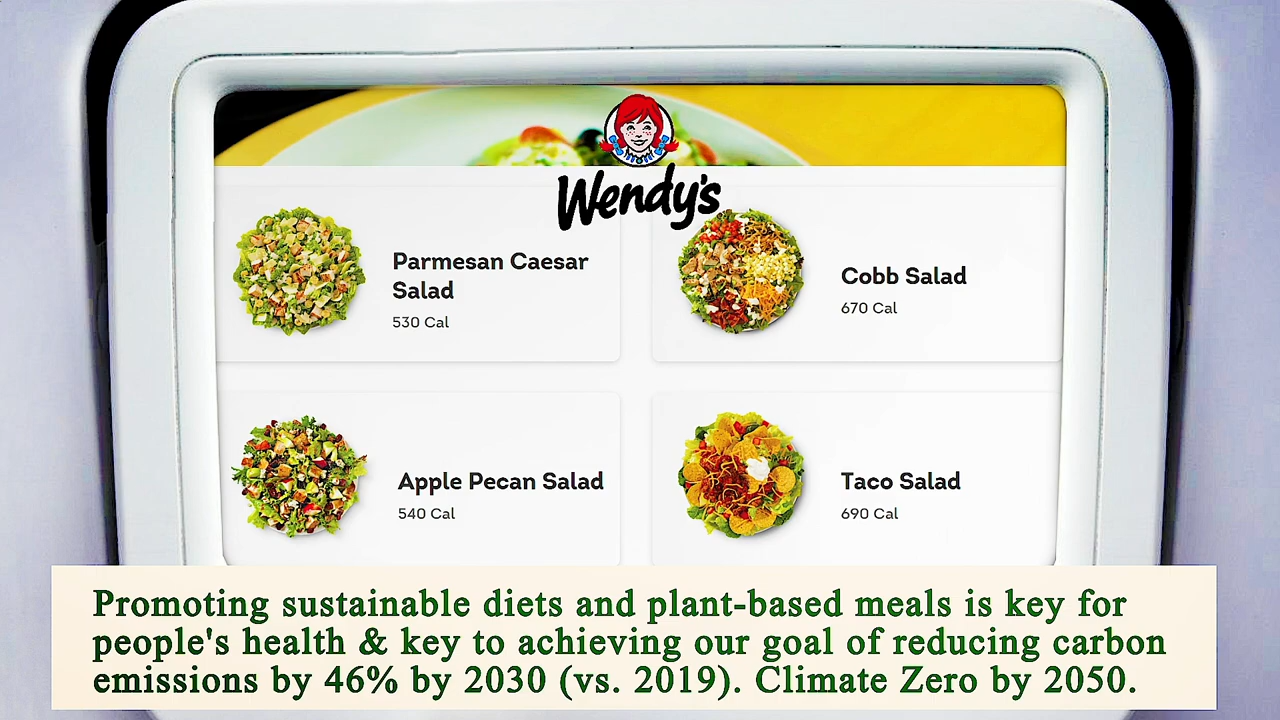 Wendy's
Parmesan Caesar
Salad
530 Cal
Cobb Salad
670 Cal
Apple Pecan Salad
540 Cal
Taco Salad
690 Cal
Promoting sustainable diets and plant-based meals is key for
people's health & key to achieving our goal of reducing carbon
emissions by 46% by 2030 (vs. 2019). Climate Zero by 2050.